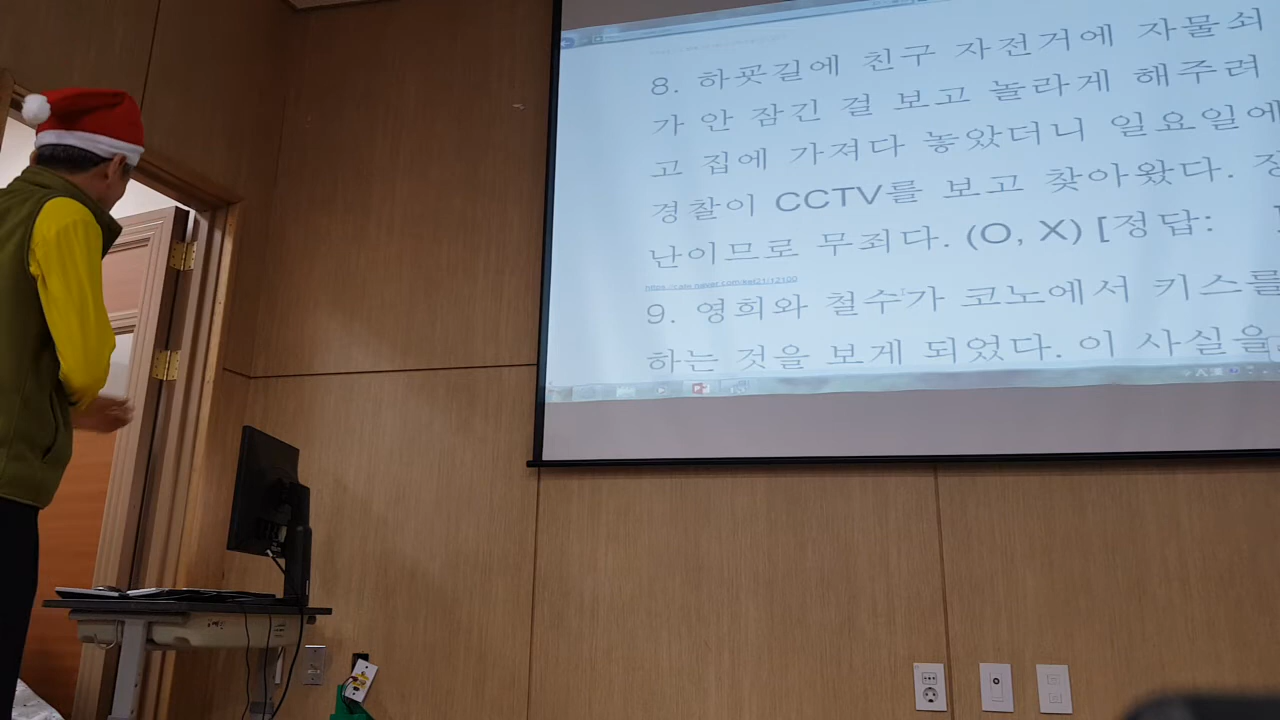 8. 하굣길에 친구 자전거에 자물쇠
가 안 잠긴 걸 보고 놀라게 해주려
고 집에 가져다 놓았더니 일요일에
경찰이 CCTV를 보고 찾아왔다. 장
난이므로 무죄다. (O, X) [정답:
9. 영희와 철수가 코노에서 키스를
하는 것을 보게 되었다. 이 사실을